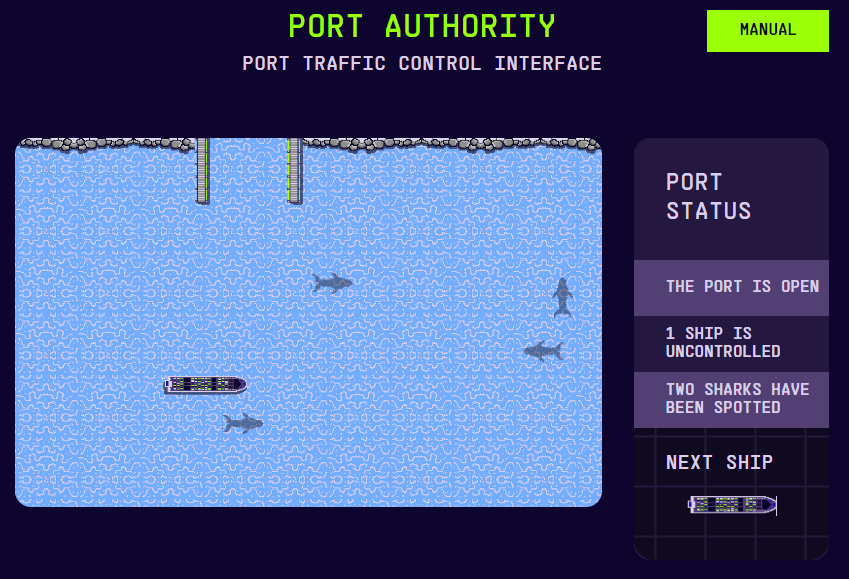 PORT AUTHORITY
MANUAL
PORT TRAFFIC CONTROL INTERFACE
PORT
STATUS
THE PORT IS OPEN
1 SHIP IS
UNCONTROLLED
TWO SHARKS HAVE
BEEN SPOTTED
NEXT SHIP